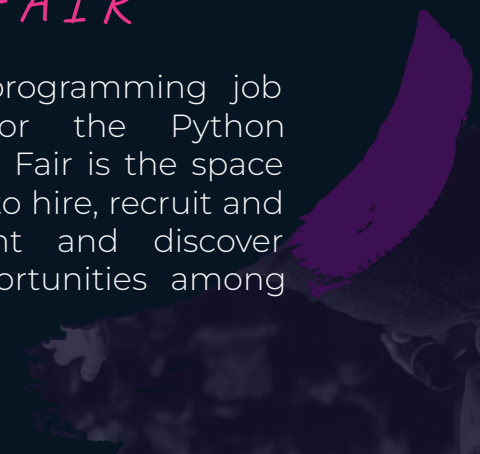 FAIR
programming job
or the Python
Fair is the space
to hire, recruit and
nt and discover
ortunities among